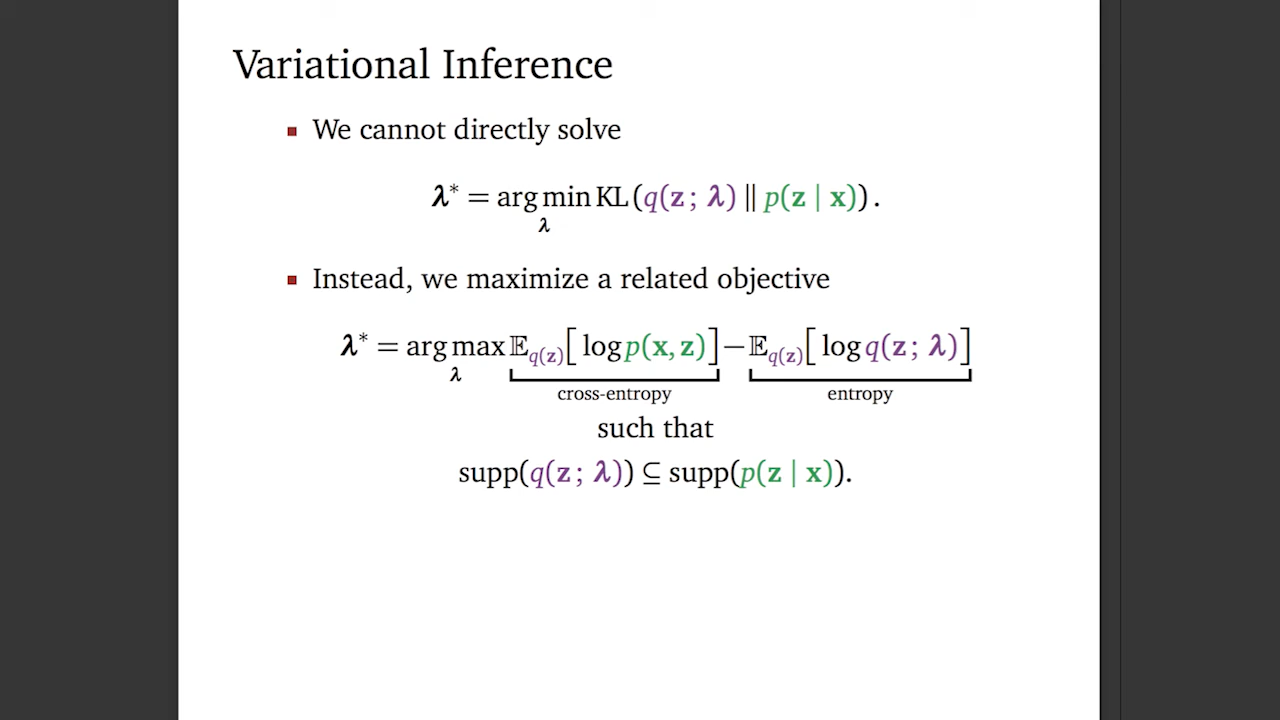 Variational Inference
▪ We cannot directly solve
λ* = arg min KL(q(z; λ) ∥ p(z | x)).
λ
▪ Instead, we maximize a related objective
λ* = arg max 𝔼q(z)[log p(x, z)] − 𝔼q(z)[log q(z; λ)]
λ
cross-entropy entropy
such that
supp(q(z; λ)) ⊆ supp(p(z | x)).